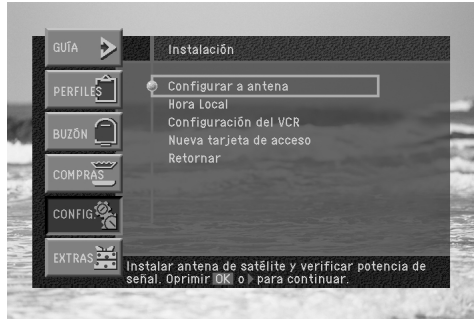 GUÍA
PERFILES
BUZÓN
COMPRAS
CONFIG.
EXTRAS
Instalación
Configurar a antena
Hora Local
Configuración del VCR
Nueva tarjeta de acceso
Retornar
Instalar antena de satélite y verificar potencia de
señal. Oprimir OK o para continuar.